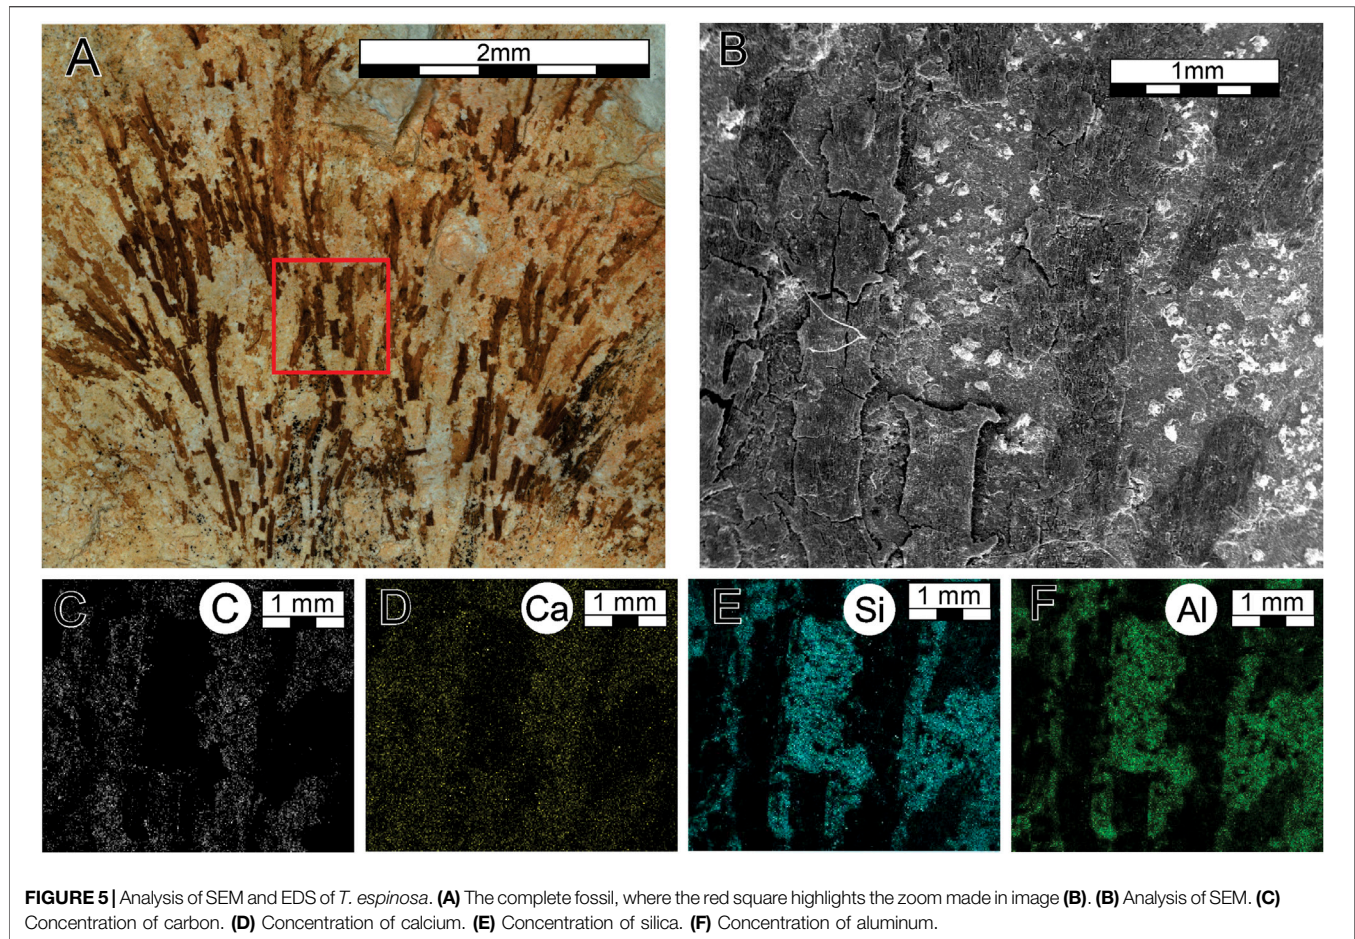 A
2mm
B
1mm
C
C
1 mm
D
Ca
1 mm
E
Si
1 mm
F
Al
1 mm
FIGURE 5 | Analysis of SEM and EDS of T. espinosa. (A) The complete fossil, where the red square highlights the zoom made in image (B). (B) Analysis of SEM. (C)
Concentration of carbon. (D) Concentration of calcium. (E) Concentration of silica. (F) Concentration of aluminum.